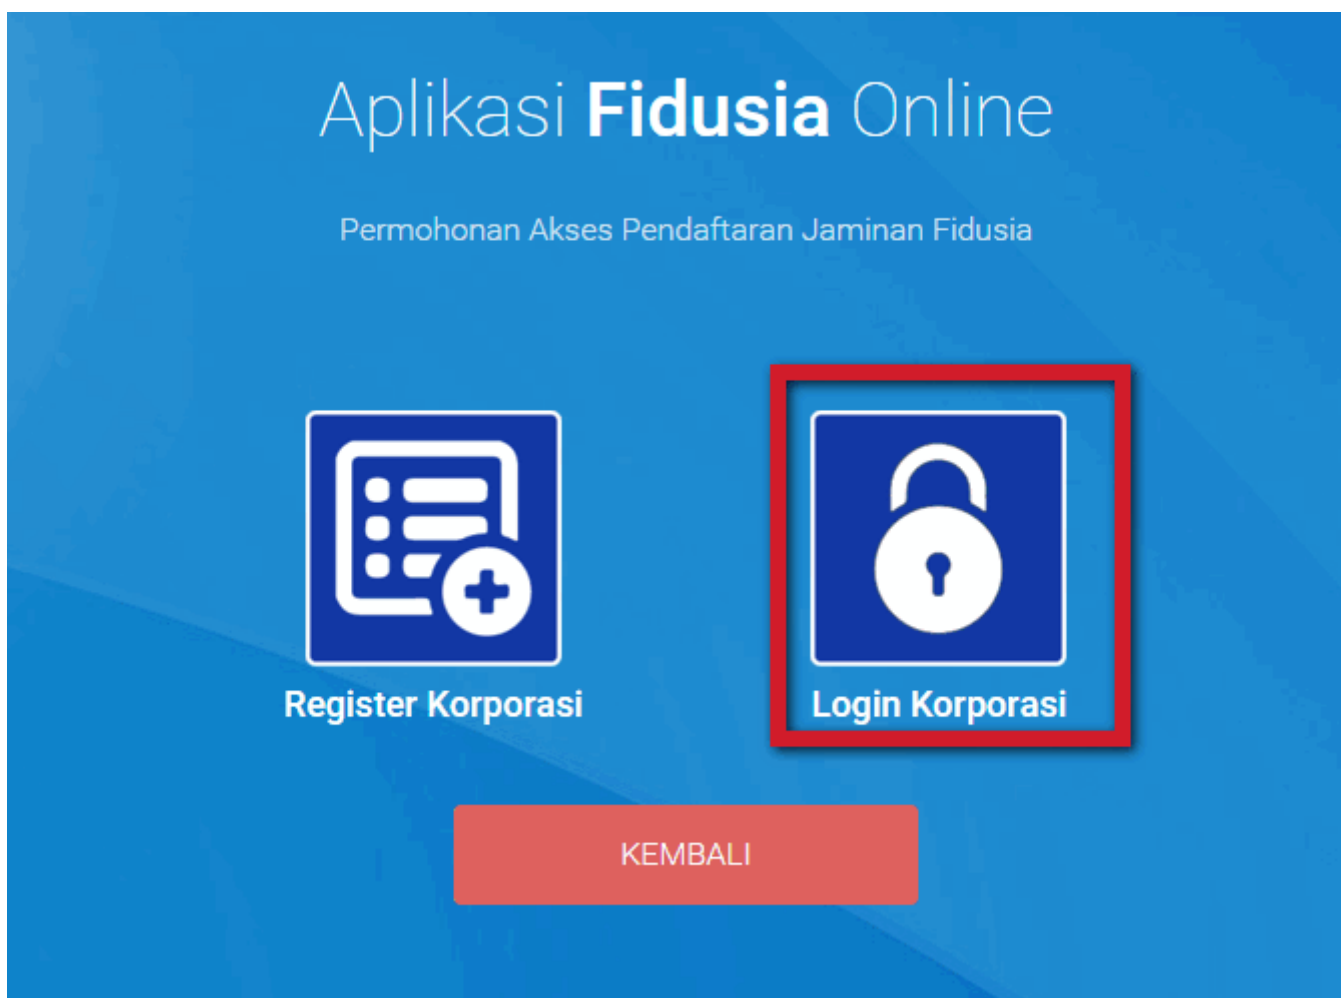 Aplikasi Fidusia Online
Permohonan Akses Pendaftaran Jaminan Fidusia
Register Korporasi
Login Korporasi
KEMBALI